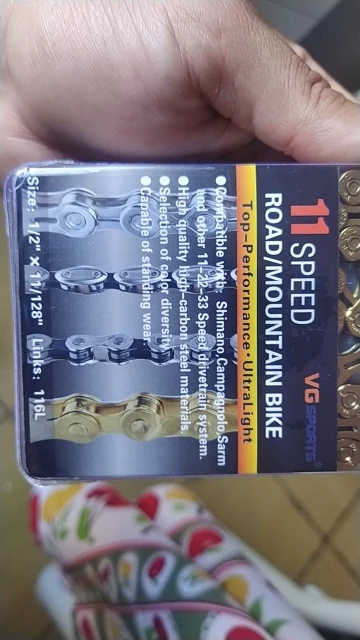 11 SPEED VG SPORTS
ROAD/MOUNTAIN BIKE
Top-Performance·UltraLight
●Compatible with: Shimano,Campagnolo,Sarm
and other 11-22-33 Speed drivetrain system.
●High quality high-carbon steel materials.
●Selection of color diversity
●Capable of standing wear.
Size: 1/2" x 11/128" Links: 116L